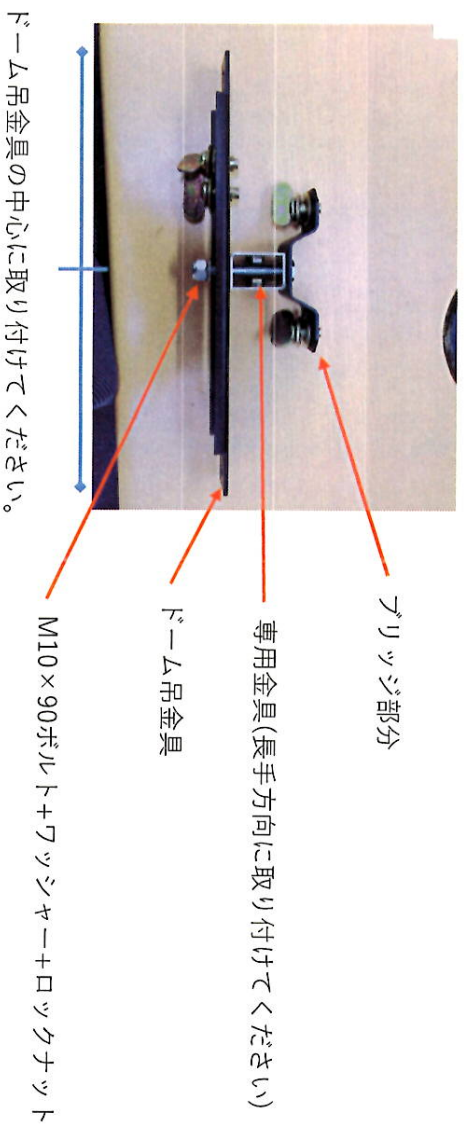 ブリッジ部分
専用金具(長手方向に取り付けてください)
ドーム吊金具
M10×90ボルト+ワッシャー+ロックナット
ドーム吊金具の中心に取り付けてください。